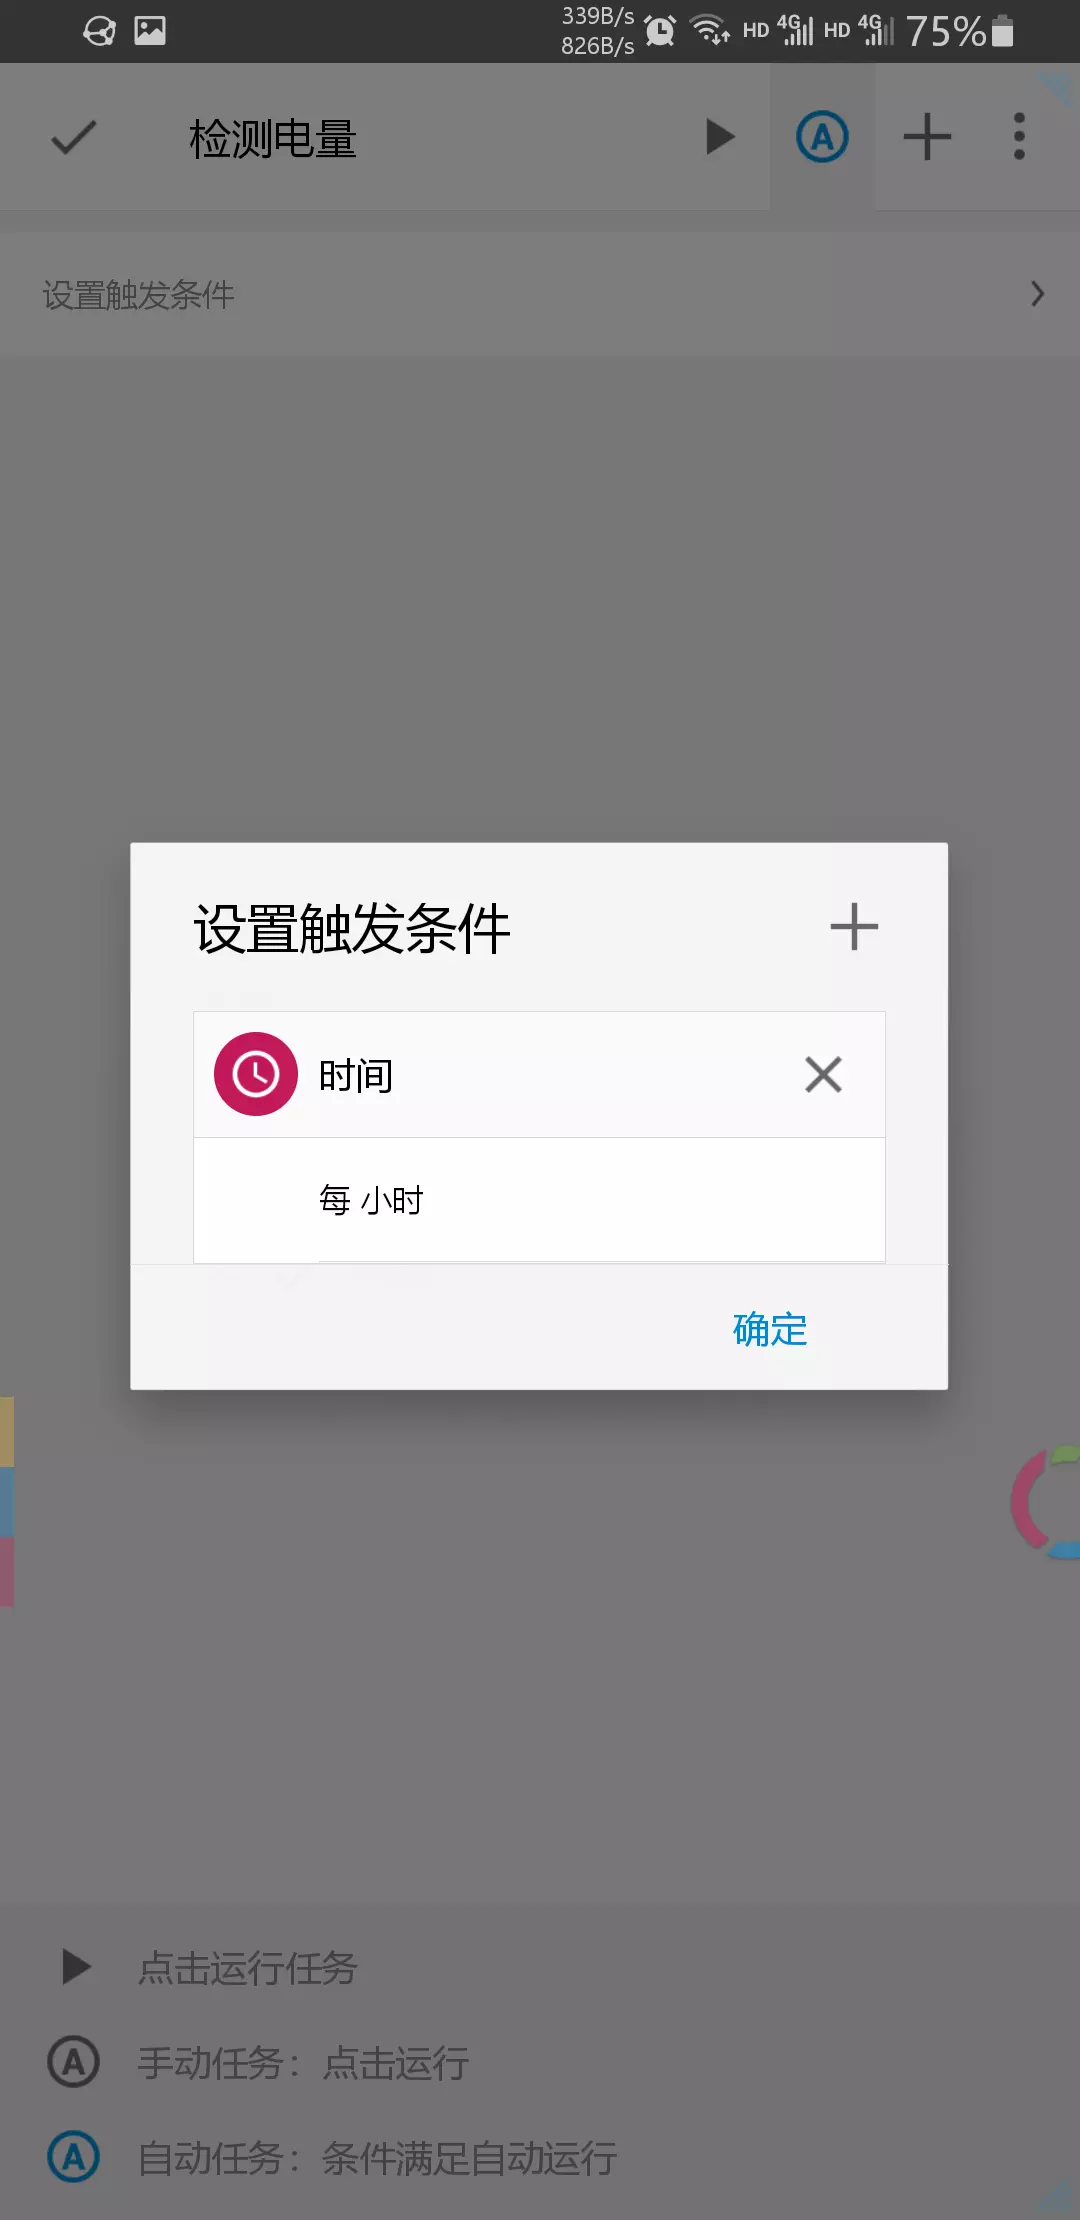 339B/s
826B/s
HD 4G HD 4G 75%
检测电量
设置触发条件
设置触发条件
时间
每 小时
确定
点击运行任务
手动任务：点击运行
自动任务：条件满足自动运行